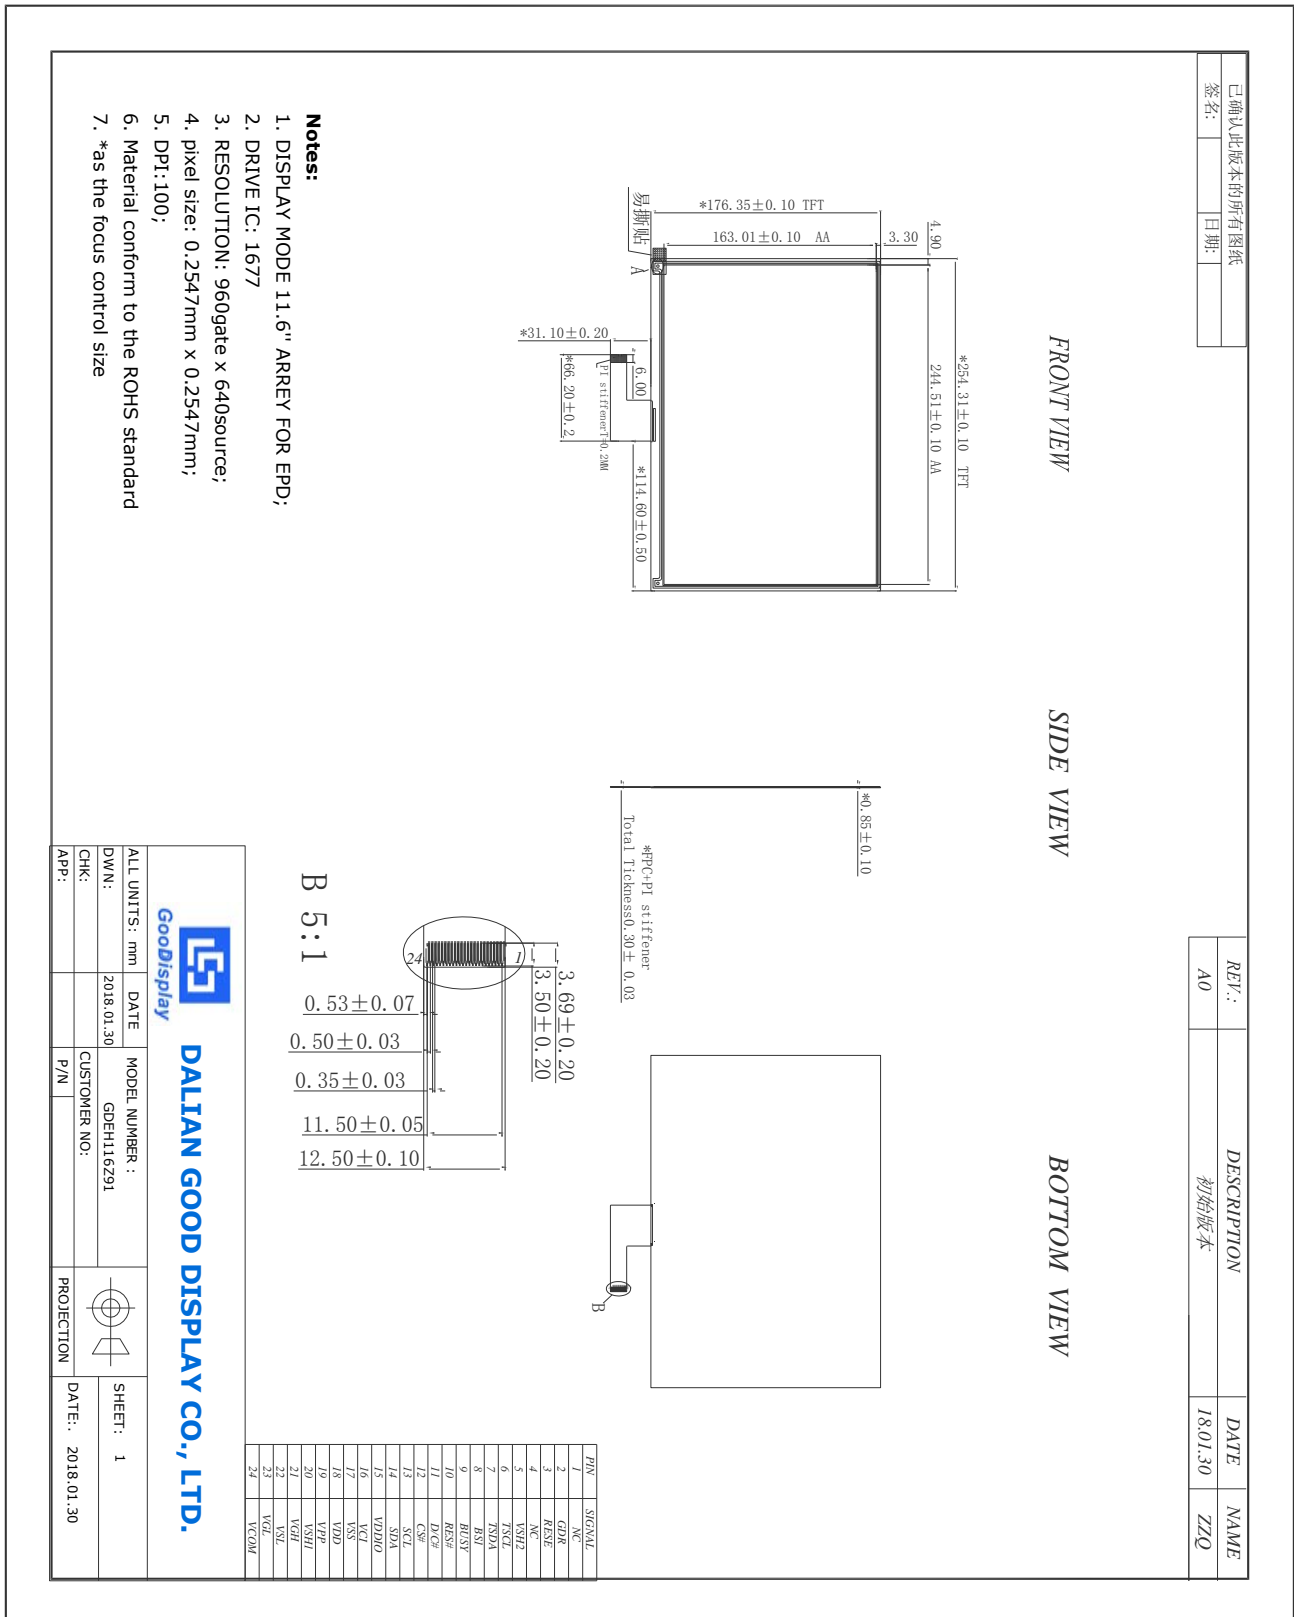 已确认此版本的所有图纸
签名:
日期:
REV.:
DESCRIPTION
DATE
NAME
A0
初始版本
18.01.30
ZZQ
FRONT VIEW
SIDE VIEW
BOTTOM VIEW
*254.31±0.10 TFT
244.51±0.10 AA
4.90
3.30
163.01±0.10 AA
*176.35±0.10 TFT
易撕贴
A
*31.10±0.20
6.00
PI stiffenerT=0.2MM
*66.20±0.2
*114.60±0.50
*0.85±0.10
*FPC+PI stiffener
Total Tickness0.30± 0.03
B
B 5:1
24
1
3.69±0.20
3.50±0.20
0.53±0.07
0.50±0.03
0.35±0.03
11.50±0.05
12.50±0.10
Notes:
1. DISPLAY MODE 11.6" ARREY FOR EPD;
2. DRIVE IC: 1677
3. RESOLUTION: 960gate x 640source;
4. pixel size: 0.2547mm x 0.2547mm;
5. DPI:100;
6. Material conform to the ROHS standard
7. *as the focus control size
PIN SIGNAL
1 NC
2 GDR
3 RESE
4 NC
5 VSH2
6 TSCL
7 TSDA
8 BS1
9 BUSY
10 RES#
11 D/C#
12 CS#
13 SCL
14 SDA
15 VDDIO
16 VCI
17 VSS
18 VDD
19 VPP
20 VSH1
21 VGH
22 VSL
23 VGL
24 VCOM
GooDisplay
DALIAN GOOD DISPLAY CO., LTD.
ALL UNITS: mm
DATE
MODEL NUMBER :
GDEH116Z91
DWN:
2018.01.30
CHK:
CUSTOMER NO:
APP:
P/N
PROJECTION
SHEET: 1
DATE:. 2018.01.30